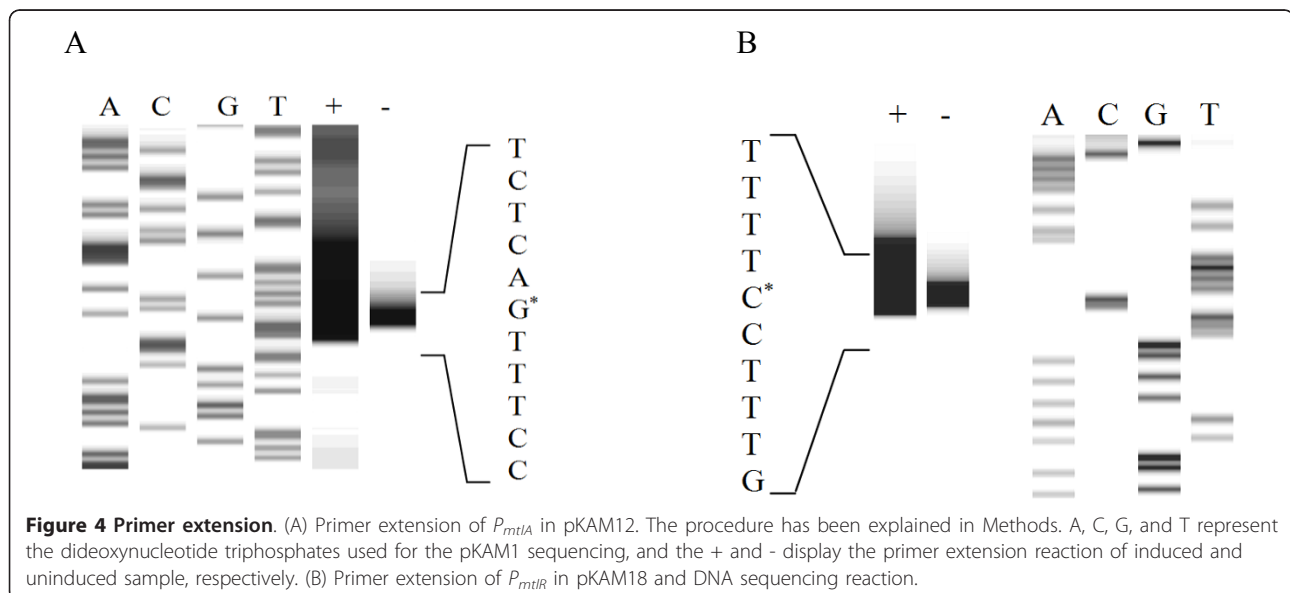 A
B
A C G T + -
T
C
T
C
A
G*
T
T
T
C
C
+ -
T
T
T
T
C*
C
T
T
T
G
A C G T
Figure 4 Primer extension. (A) Primer extension of PmtlA in pKAM12. The procedure has been explained in Methods. A, C, G, and T represent
the dideoxynucleotide triphosphates used for the pKAM1 sequencing, and the + and - display the primer extension reaction of induced and
uninduced sample, respectively. (B) Primer extension of PmtlR in pKAM18 and DNA sequencing reaction.